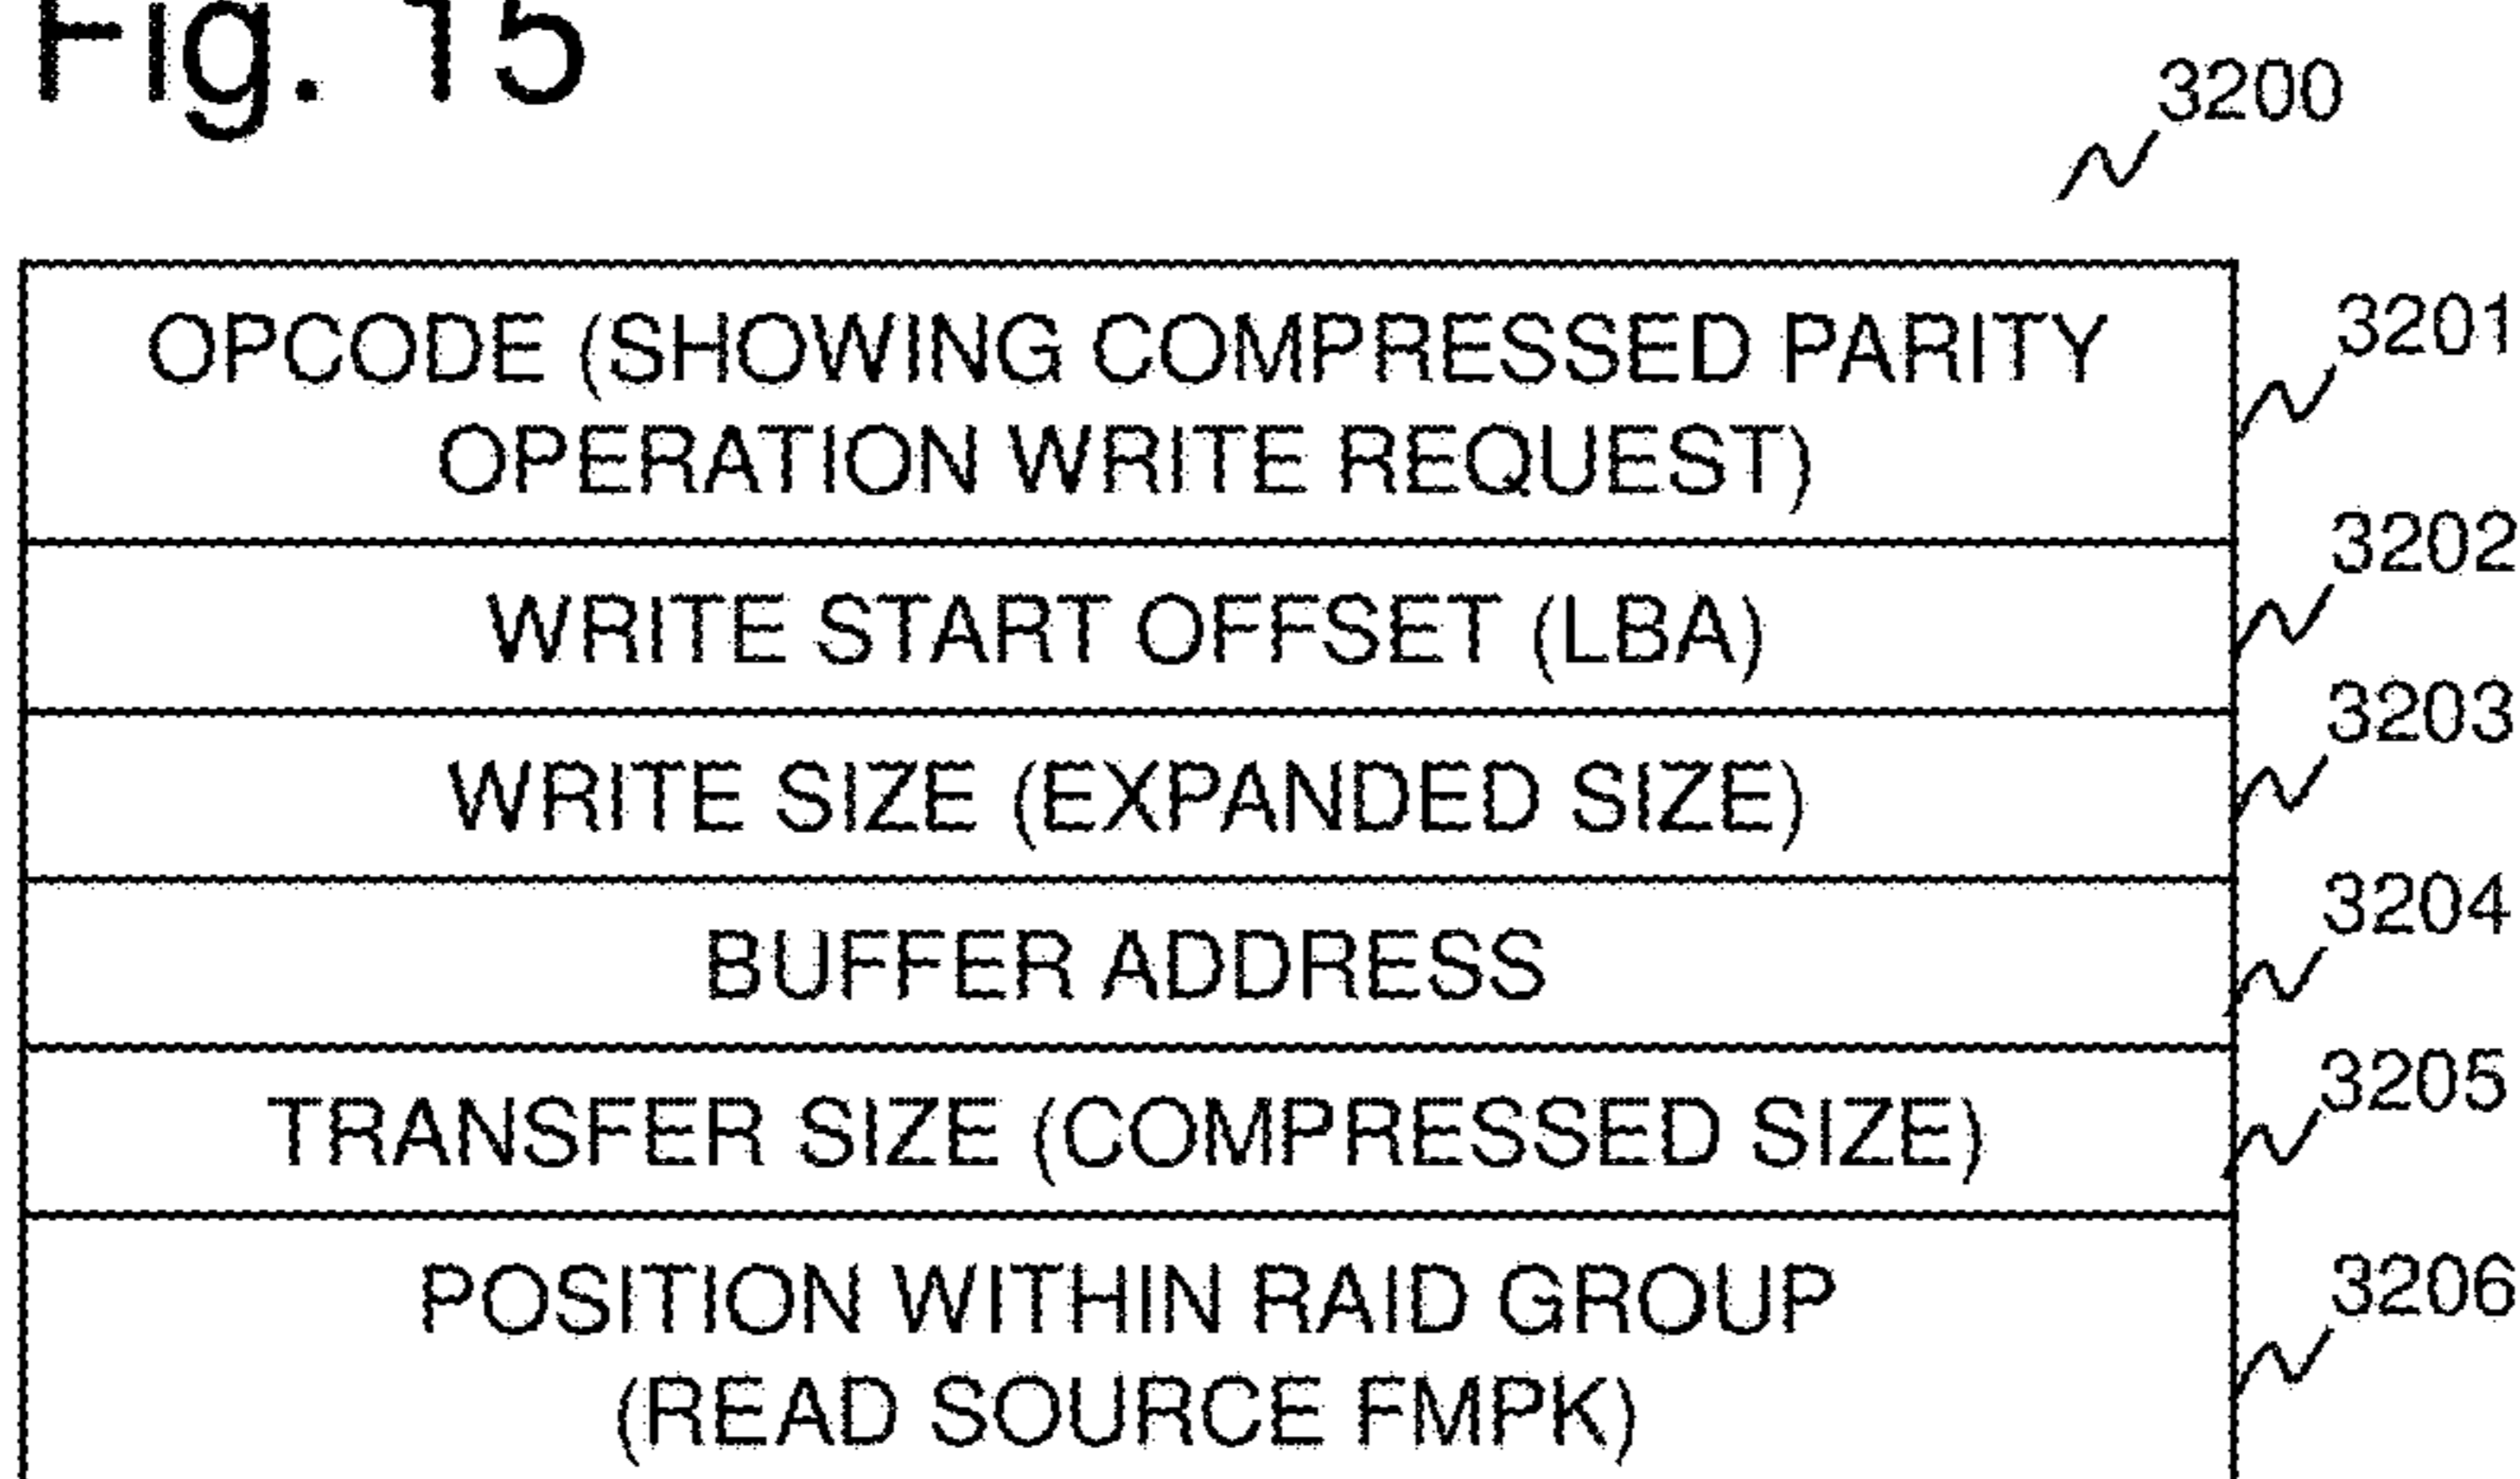 Fig. 15
3200
OPCODE (SHOWING COMPRESSED PARITY
OPERATION WRITE REQUEST)
3201
WRITE START OFFSET (LBA)
3202
WRITE SIZE (EXPANDED SIZE)
3203
BUFFER ADDRESS
3204
TRANSFER SIZE (COMPRESSED SIZE)
3205
POSITION WITHIN RAID GROUP
(READ SOURCE FMPK)
3206